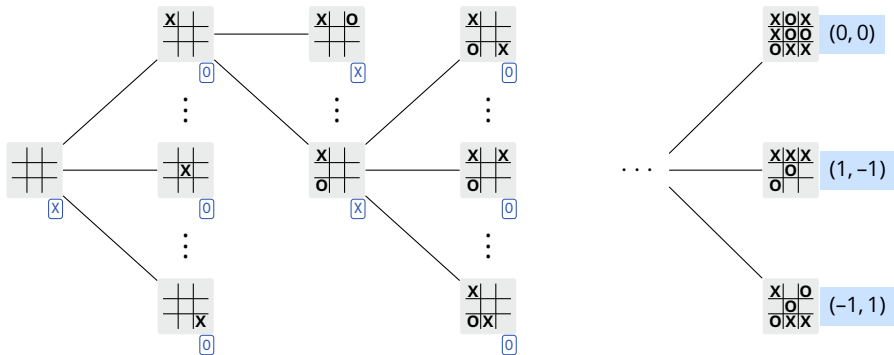 X
O
X O
X
X
O X
O
X O X
X O O
O X X
(0, 0)
X
X
O
X
O
X
X X
O
O
. . .
X X X
O
O
(1, –1)
X
O
X
O X
O
X O
O
O X X
(–1, 1)